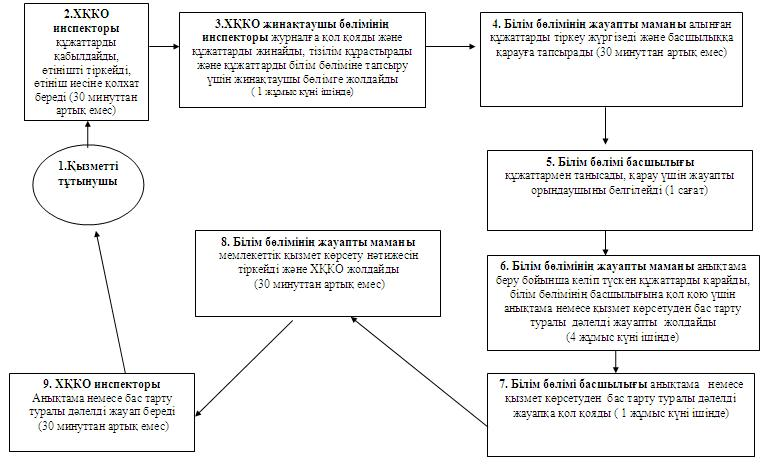 2.ХҚКО
инспекторы
құжаттарды
қабылдайды,
өтінішті тіркейді,
өтініш иесіне қолхат
береді (30 минуттан
артық емес)
3.ХҚКО жинақтаушы бөлімінің
инспекторы журналға қол қояды және
құжаттарды жинайды, тізілім құрастырады
және құжаттарды білім бөліміне тапсыру
үшін жинақтаушы бөлімге жолдайды
( 1 жұмыс күні ішінде)
4. Білім бөлімінің жауапты маманы алынған
құжаттарды тіркеу жүргізеді және басшылыққа
қарауға тапсырады (30 минуттан артық емес)
1.Қызметті
тұтынушы
5. Білім бөлімі басшылығы
құжаттармен танысады, қарау үшін жауапты
орындаушыны белгілейді (1 сағат)
8. Білім бөлімінің жауапты маманы
мемлекеттік қызмет көрсету нәтижесін
тіркейді және ХҚКО жолдайды
(30 минуттан артық емес)
6. Білім бөлімінің жауапты маманы анықтама
беру бойынша келіп түскен құжаттарды қарайды,
білім бөлімінің басшылығына қол қою үшін
анықтама немесе қызмет көрсетуден бас тарту
туралы дәлелді жауапты жолдайды
(4 жұмыс күні ішінде)
9. ХҚКО инспекторы
Анықтама немесе бас тарту
туралы дәлелді жауап береді
(30 минуттан артық емес)
7. Білім бөлімі басшылығы анықтама немесе
қызмет көрсетуден бас тарту туралы дәлелді
жауапқа қол қояды ( 1 жұмыс күні ішінде)